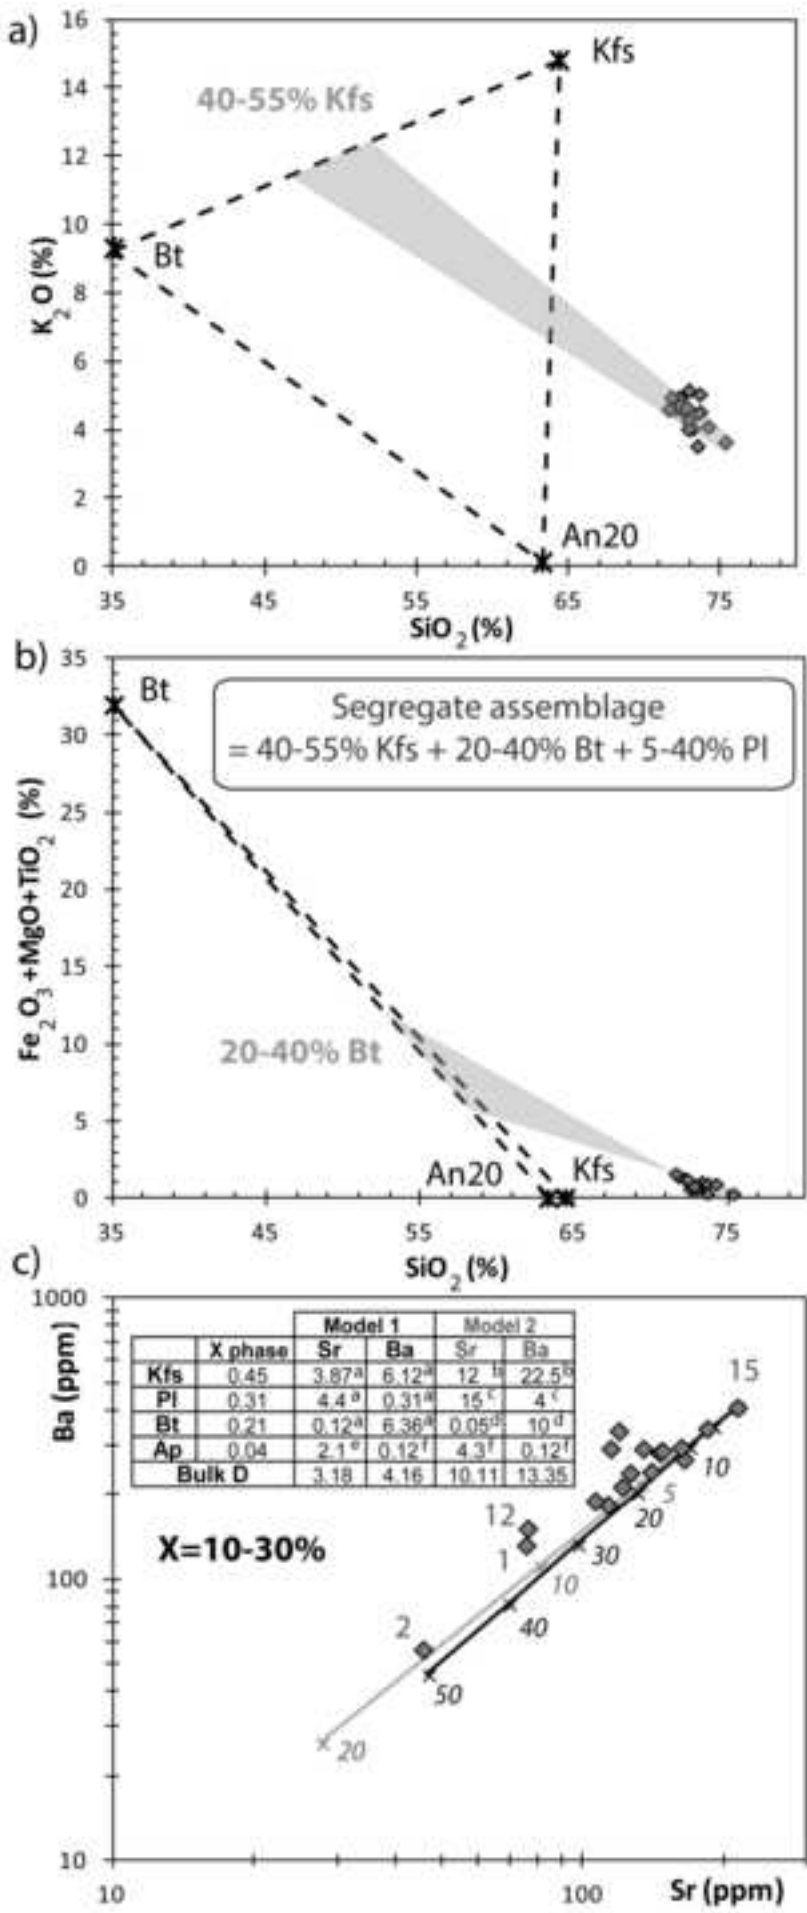 a)
16
14
12
10
8
6
4
2
0
K2O (%)
Kfs
40-55% Kfs
Bt
An20
35 45 55 65 75
SiO2 (%)
b)
35
30
25
20
15
10
5
0
Fe2O3+MgO+TiO2 (%)
Bt
Segregate assemblage
= 40-55% Kfs + 20-40% Bt + 5-40% Pl
20-40% Bt
An20 Kfs
35 45 55 65 75
SiO2 (%)
c)
1000
100
10
Ba (ppm)
Model 1 Model 2
X phase Sr Ba Sr Ba
Kfs 0.45 3.87a 6.12a 12 b 22.5b
Pl 0.31 4.4 a 0.31a 15 c 4 c
Bt 0.21 0.12a 6.36a 0.05d 10 d
Ap 0.04 2.1 e 0.12 f 4.3 f 0.12 f
Bulk D 3.18 4.16 10.11 13.35
15
10
5
20
12
X=10-30%
1
30
10
2
40
50
20
10 100 Sr (ppm)